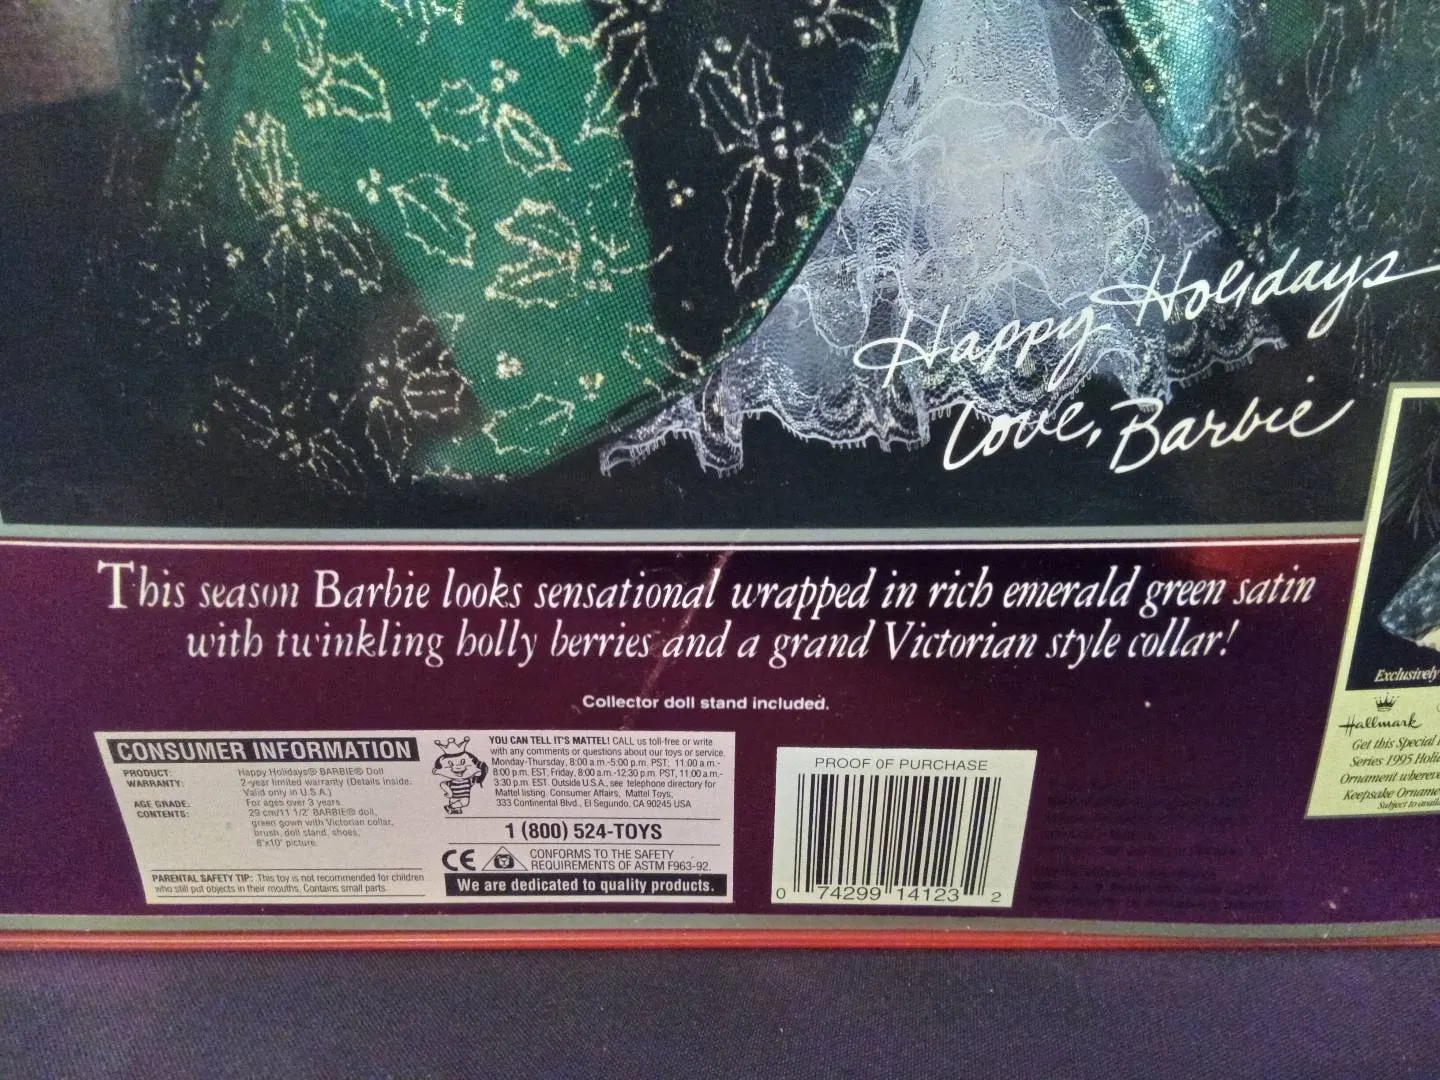 Happy Holidays
Love, Barbie
This season Barbie looks sensational wrapped in rich emerald green satin
with twinkling holly berries and a grand Victorian style collar!
Collector doll stand included.
CONSUMER INFORMATION
PRODUCT: Happy Holidays® BARBIE® Doll
WARRANTY: 2-year limited warranty (Details inside.
Valid only in U.S.A.)
AGE GRADE: For ages over 3 years.
CONTENTS: 29 cm/11 1/2" BARBIE® doll,
green gown with Victorian collar,
brush, doll stand, shoes,
8"x10" picture.
PARENTAL SAFETY TIP: This toy is not recommended for children
who still put objects in their mouths. Contains small parts.
YOU CAN TELL IT'S MATTEL! CALL us toll-free or write
with any comments or questions about our toys or service.
Monday-Thursday, 8:00 a.m.-5:00 p.m. PST; 11:00 a.m.-
8:00 p.m. EST; Friday, 8:00 a.m.-12:30 p.m. PST, 11:00 a.m.-
3:30 p.m. EST. Outside U.S.A., see telephone directory for
Mattel listing. Consumer Affairs, Mattel Toys,
333 Continental Blvd., El Segundo, CA 90245 USA
1 (800) 524-TOYS
CE CONFORMS TO THE SAFETY
REQUIREMENTS OF ASTM F963-92.
We are dedicated to quality products.
PROOF OF PURCHASE
0 74299 14123 2
Exclusively
Hallmark
Get this Special
Series 1995
Ornament
Keepsake
Subject to